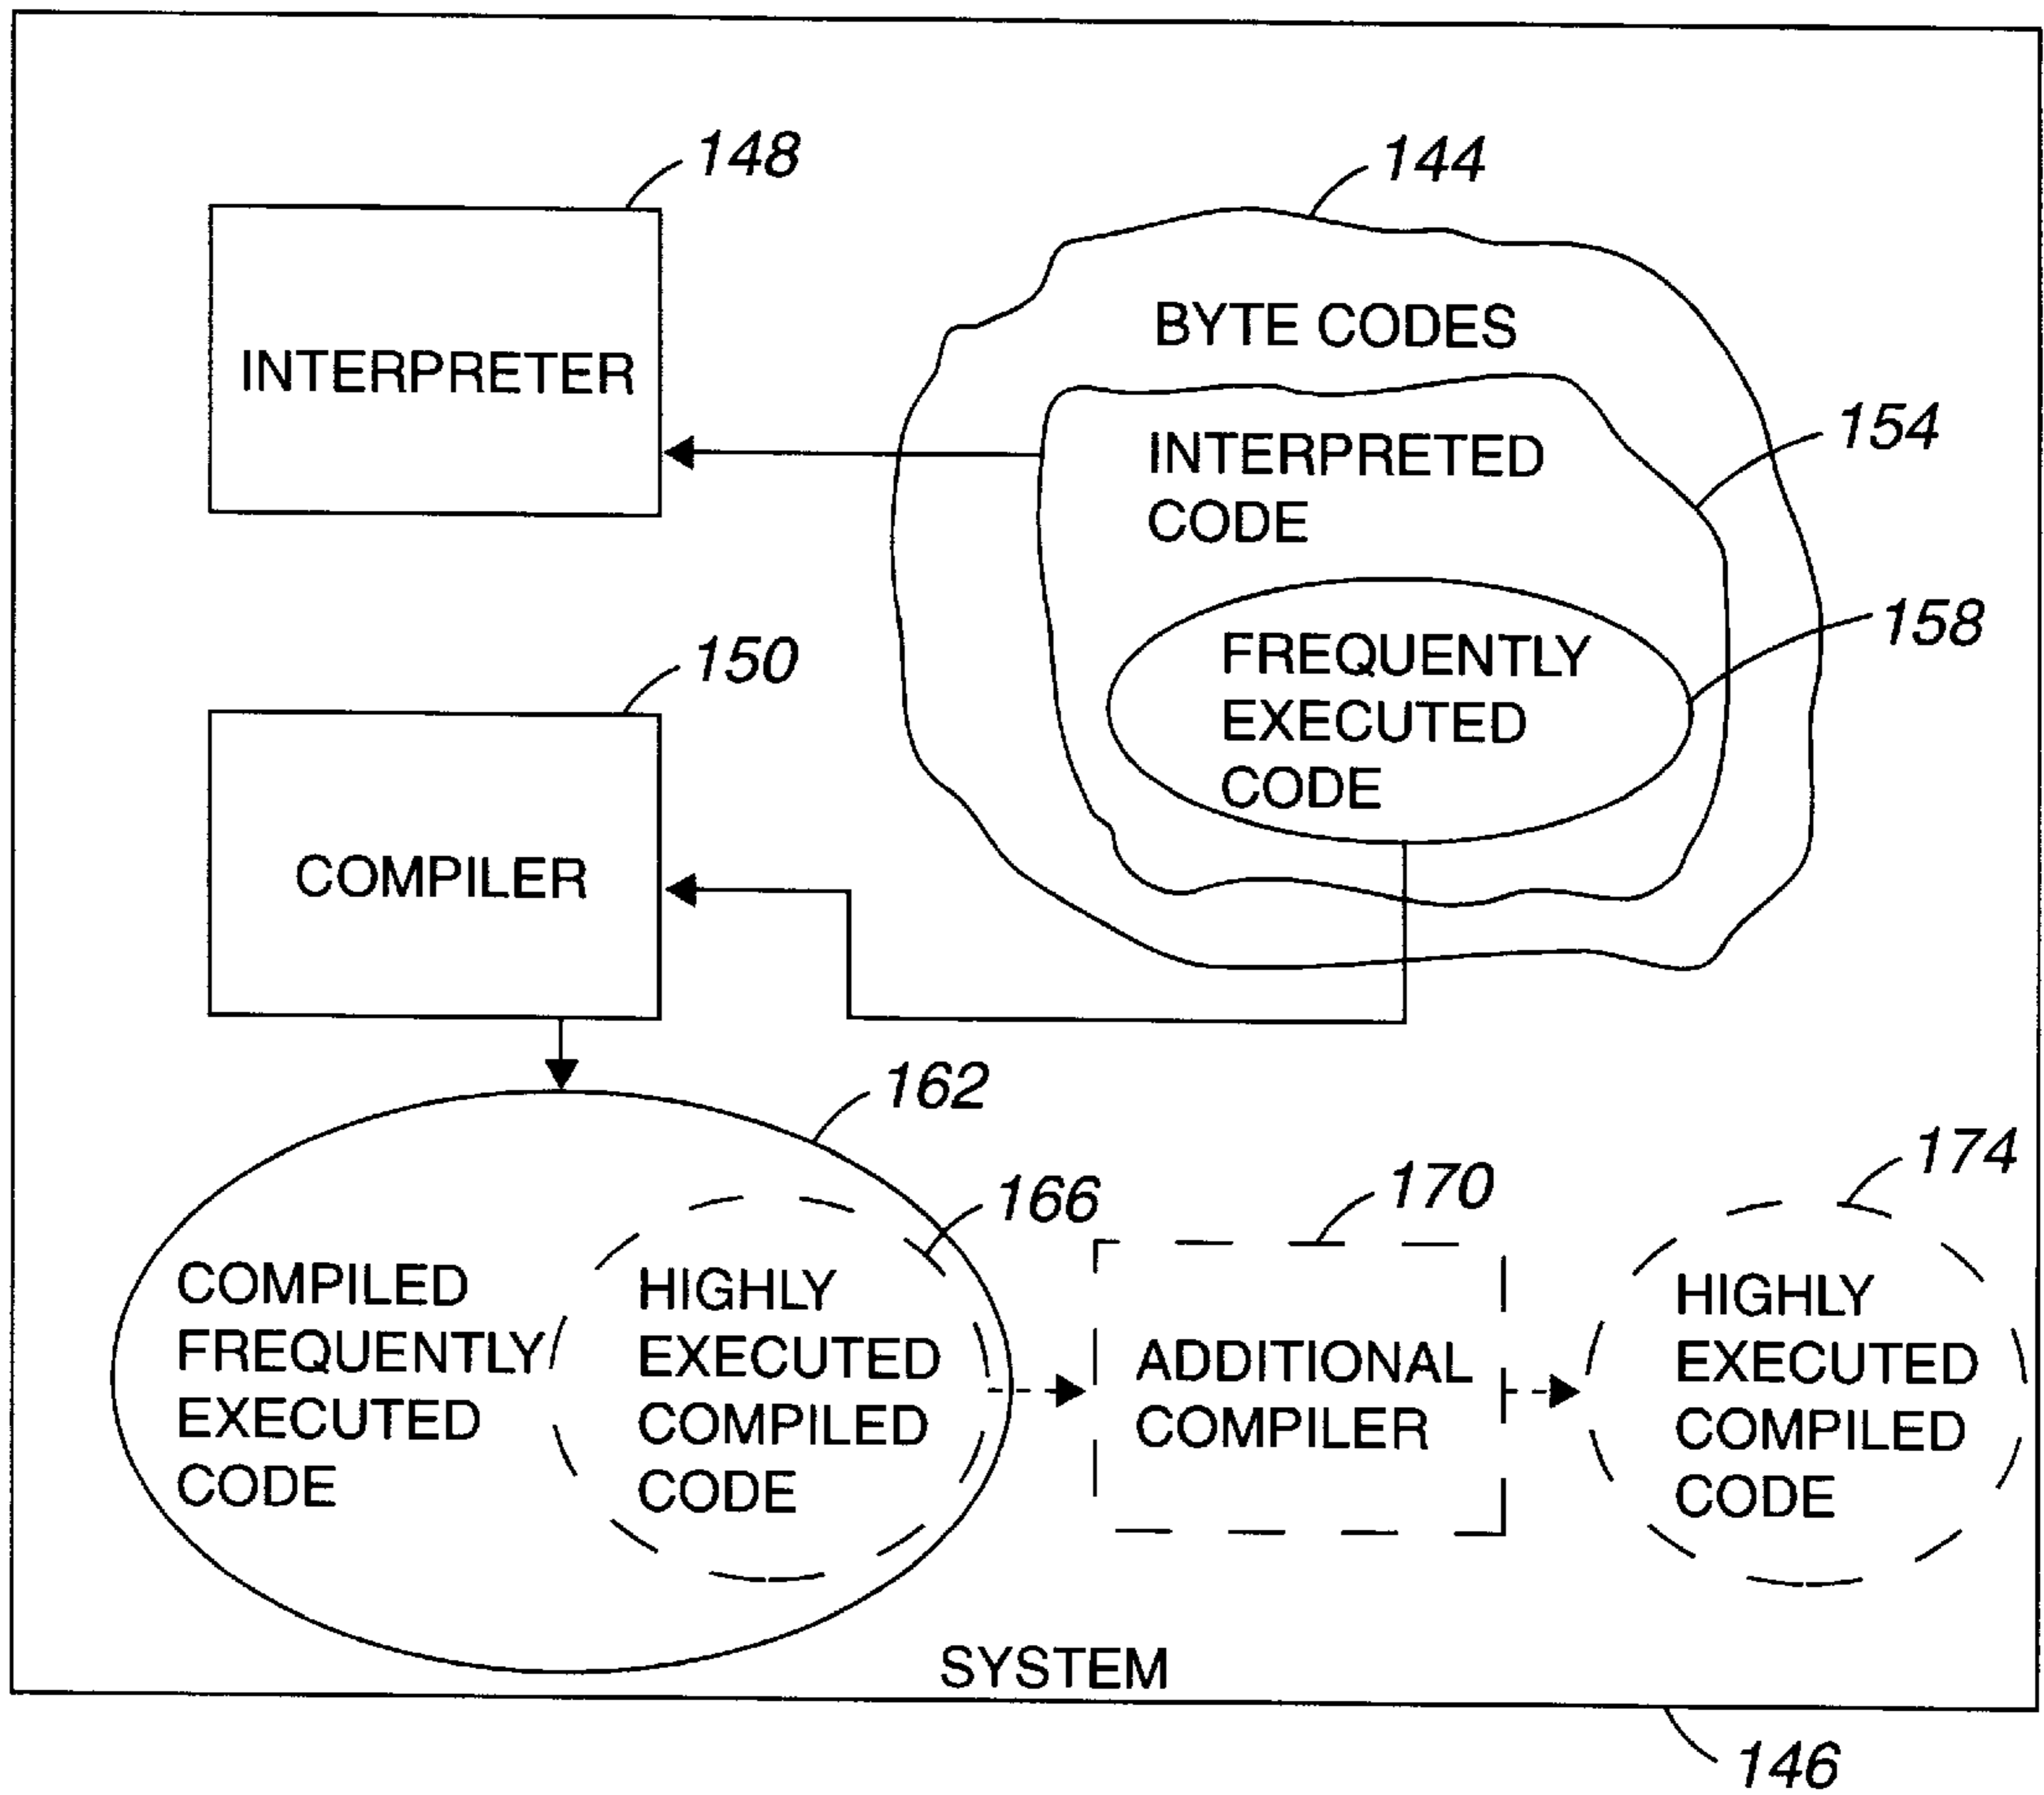 148
144
BYTE CODES
INTERPRETER
INTERPRETED
CODE
154
FREQUENTLY
EXECUTED
CODE
158
150
COMPILER
162
166
170
174
COMPILED
FREQUENTLY
EXECUTED
CODE
HIGHLY
EXECUTED
COMPILED
CODE
ADDITIONAL
COMPILER
HIGHLY
EXECUTED
COMPILED
CODE
SYSTEM
146